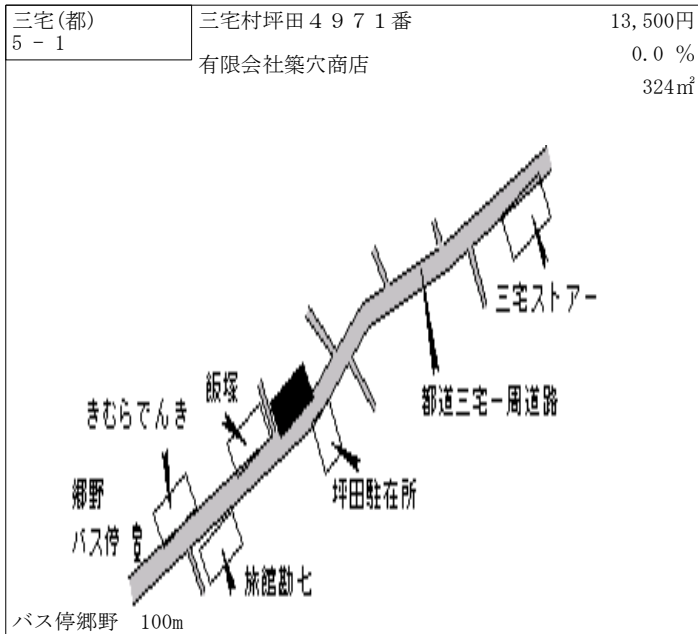 三宅(都)
5 - 1
三宅村坪田４９７１番
有限会社築穴商店
13,500円
0.0 %
324㎡
三宅ストアー
都道三宅一周道路
飯塚
きむらでんき
坪田駐在所
郷野
バス停
旅館勘七
バス停郷野 100m